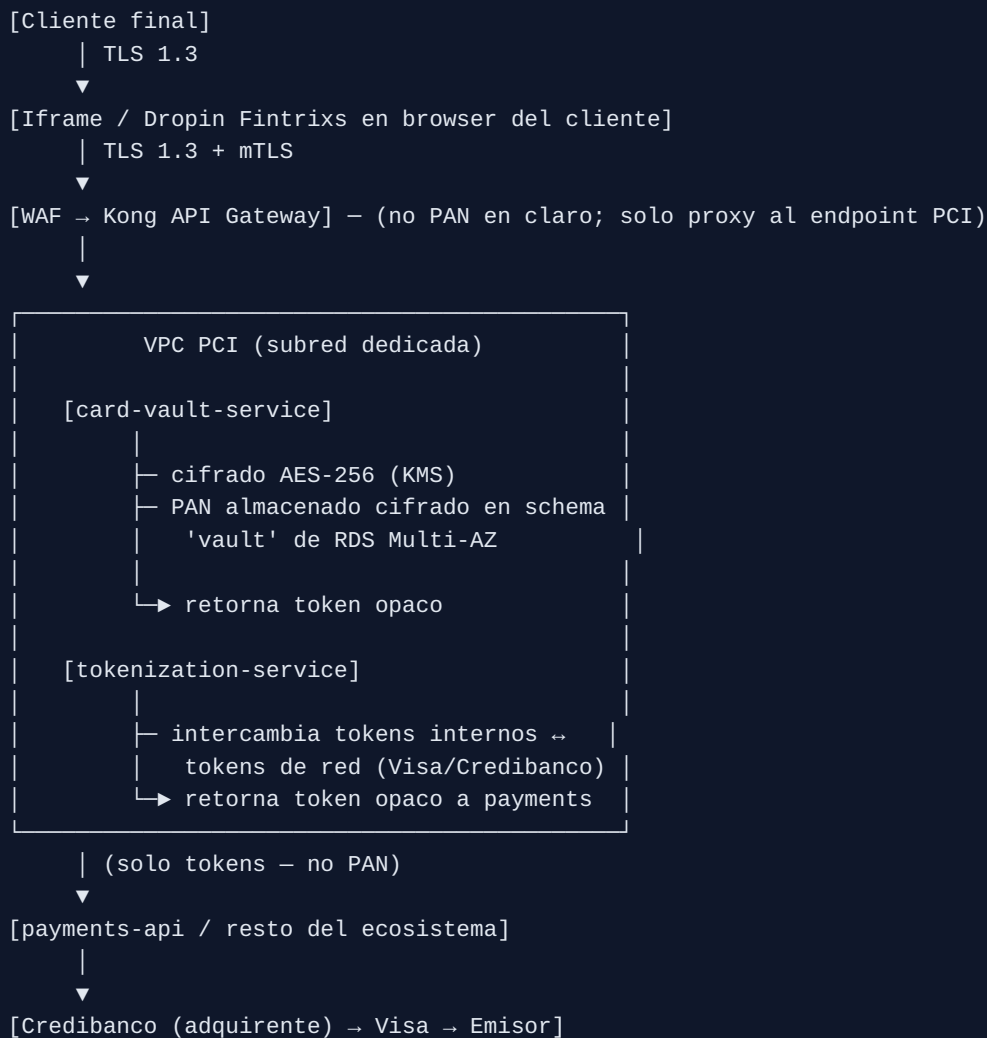 [Cliente final]
│ TLS 1.3
▼
[Iframe / Dropin Fintrixs en browser del cliente]
│ TLS 1.3 + mTLS
▼
[WAF → Kong API Gateway] — (no PAN en claro; solo proxy al endpoint PCI)
│
▼
┌─────────────────────────────────────────────┐
│         VPC PCI (subred dedicada)           │
│                                             │
│   [card-vault-service]                      │
│        │                                    │
│        ├─ cifrado AES-256 (KMS)             │
│        ├─ PAN almacenado cifrado en schema  │
│        │   'vault' de RDS Multi-AZ           │
│        │                                    │
│        └─► retorna token opaco              │
│                                             │
│   [tokenization-service]                    │
│        │                                    │
│        ├─ intercambia tokens internos ↔   │
│        │   tokens de red (Visa/Credibanco)  │
│        └─► retorna token opaco a payments   │
└─────────────────────────────────────────────┘
│ (solo tokens — no PAN)
▼
[payments-api / resto del ecosistema]
│
▼
[Credibanco (adquirente) → Visa → Emisor]